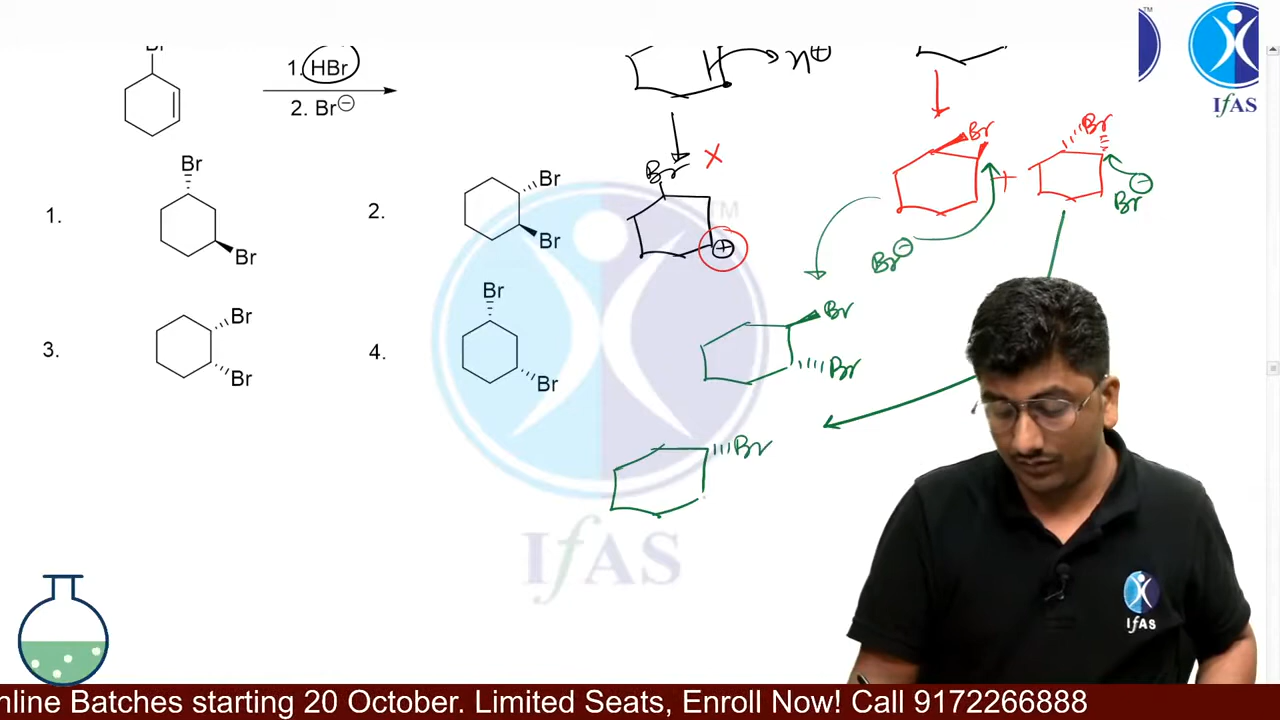 Br
1. HBr
2. Br⊖
H → H⊕
™
IfAS
Br
1.
Br
2.
Br
Br
Br
X
⊕
Br
+
Br
Br⊖
Br⊖
3.
Br
Br
4.
Br
Br
Br
Br
Br
IfAS
IfAS
nline Batches starting 20 October. Limited Seats, Enroll Now! Call 9172266888